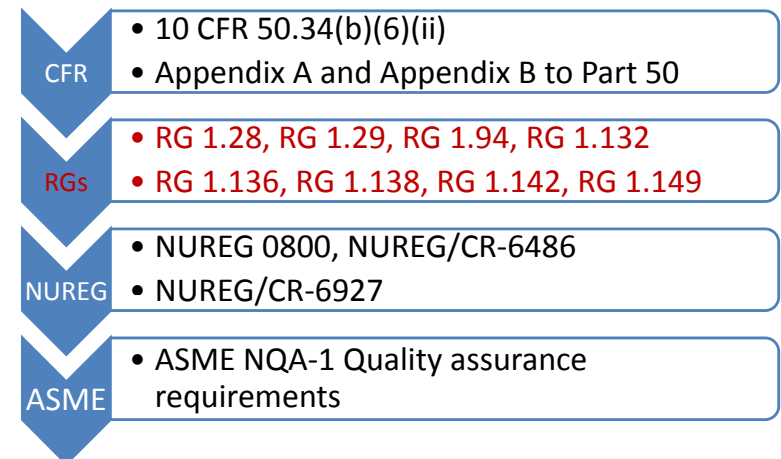 CFR
• 10 CFR 50.34(b)(6)(ii)
• Appendix A and Appendix B to Part 50
RGs
• RG 1.28, RG 1.29, RG 1.94, RG 1.132
• RG 1.136, RG 1.138, RG 1.142, RG 1.149
NUREG
• NUREG 0800, NUREG/CR-6486
• NUREG/CR-6927
ASME
• ASME NQA-1 Quality assurance
requirements